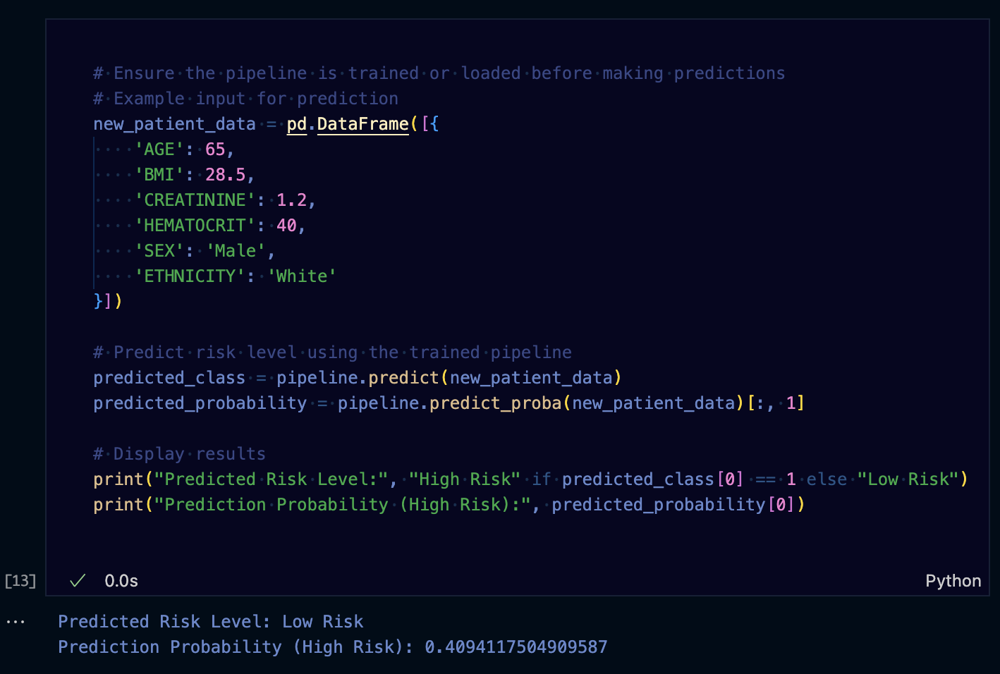 # Ensure the pipeline is trained or loaded before making predictions
# Example input for prediction
new_patient_data = pd.DataFrame([{
    'AGE': 65,
    'BMI': 28.5,
    'CREATININE': 1.2,
    'HEMATOCRIT': 40,
    'SEX': 'Male',
    'ETHNICITY': 'White'
}])
# Predict risk level using the trained pipeline
predicted_class = pipeline.predict(new_patient_data)
predicted_probability = pipeline.predict_proba(new_patient_data)[:, 1]
# Display results
print("Predicted Risk Level:", "High Risk" if predicted_class[0] == 1 else "Low Risk")
print("Prediction Probability (High Risk):", predicted_probability[0])
[13] ✓ 0.0s Python
... Predicted Risk Level: Low Risk
Prediction Probability (High Risk): 0.4094117504909587